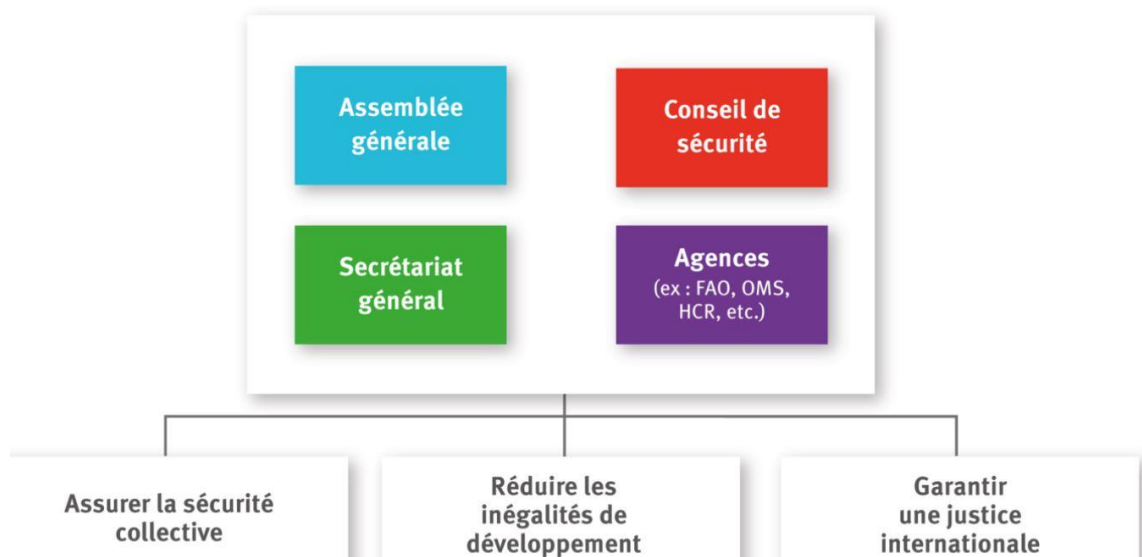 Assemblée
générale
Conseil de
sécurité
Secrétariat
général
Agences
(ex : FAO, OMS,
HCR, etc.)
Assurer la sécurité
collective
Réduire les
inégalités de
développement
Garantir
une justice
internationale